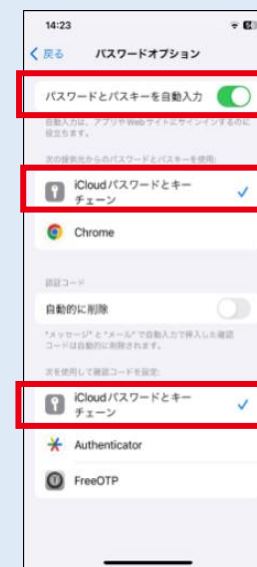 14:23
戻る パスワードオプション
パスワードとパスキーを自動入力
自動入力は、アプリやWebサイトにサインインするのに
役立ちます。
次の提供元からのパスワードとパスキーを使用:
iCloudパスワードとキー
チェーン
Chrome
認証コード
自動的に削除
"メッセージ"と"メール"で自動入力で挿入した確認
コードは自動的に削除されます。
次を使用して確認コードを設定:
iCloudパスワードとキー
チェーン
Authenticator
FreeOTP